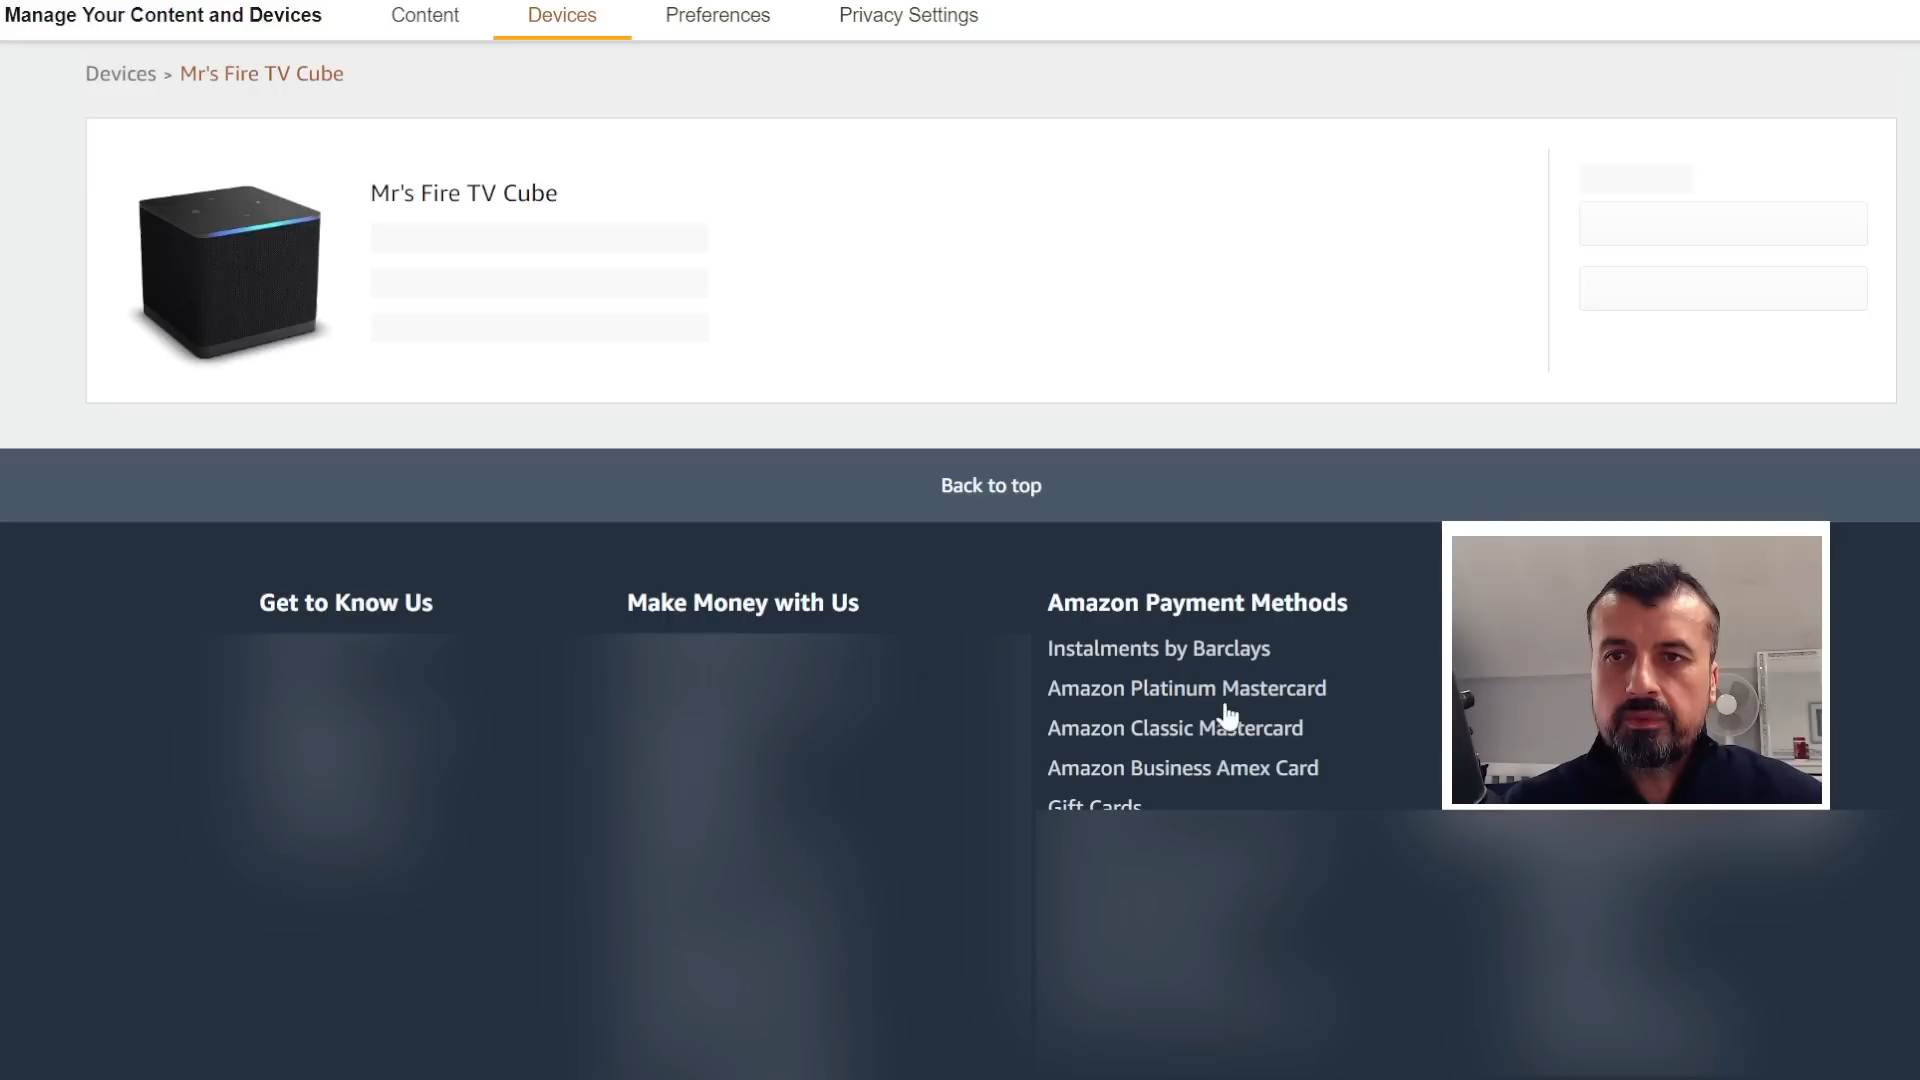 Manage Your Content and Devices
Content
Devices
Preferences
Privacy Settings
Devices > Mr's Fire TV Cube
Mr's Fire TV Cube
Back to top
Get to Know Us
Make Money with Us
Amazon Payment Methods
Instalments by Barclays
Amazon Platinum Mastercard
Amazon Classic Mastercard
Amazon Business Amex Card
Gift Cards